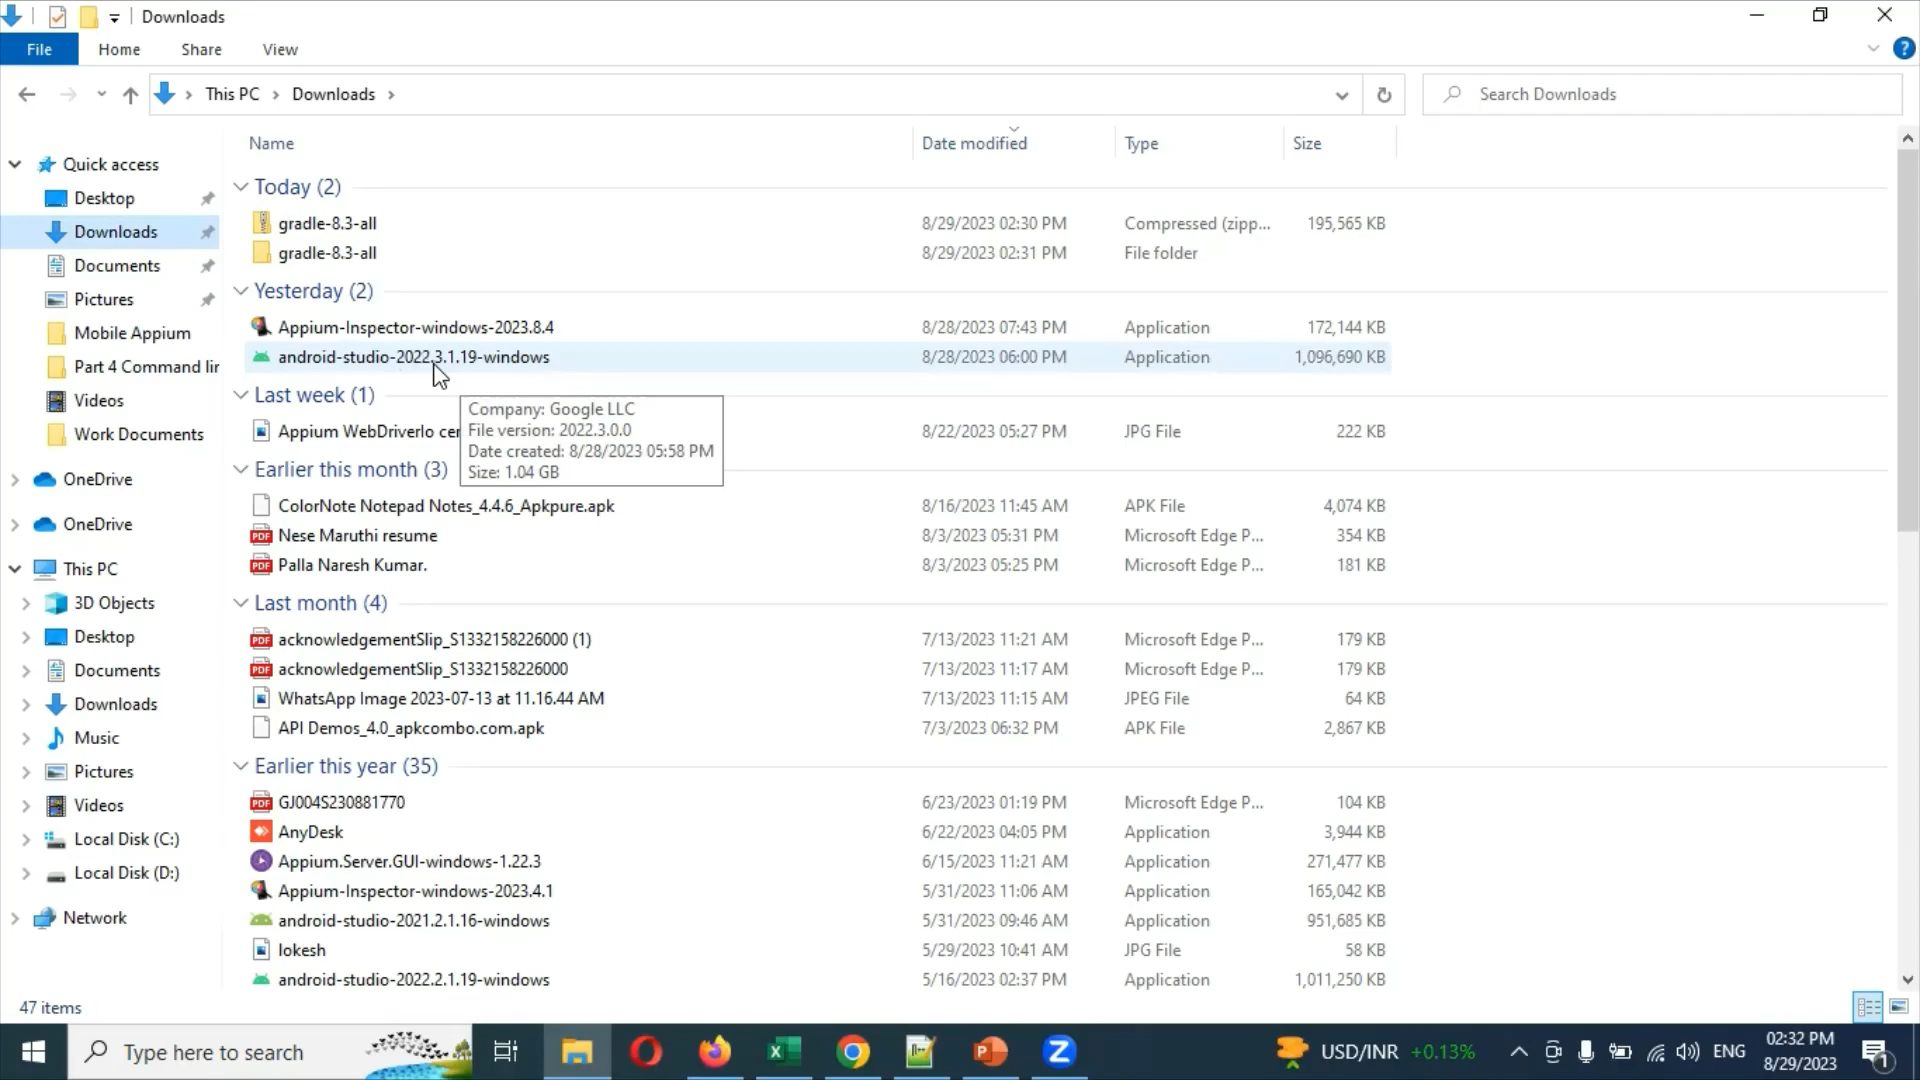 Downloads
File Home Share View
This PC Downloads Search Downloads
Name Date modified Type Size
Quick access
Desktop
Downloads
Documents
Pictures
Mobile Appium
Part 4 Command lir
Videos
Work Documents
OneDrive
OneDrive
This PC
3D Objects
Desktop
Documents
Downloads
Music
Pictures
Videos
Local Disk (C:)
Local Disk (D:)
Network
Today (2)
gradle-8.3-all 8/29/2023 02:30 PM Compressed (zipp... 195,565 KB
gradle-8.3-all 8/29/2023 02:31 PM File folder
Yesterday (2)
Appium-Inspector-windows-2023.8.4 8/28/2023 07:43 PM Application 172,144 KB
android-studio-2022.3.1.19-windows 8/28/2023 06:00 PM Application 1,096,690 KB
Last week (1)
Appium WebDriverIo cer 8/22/2023 05:27 PM JPG File 222 KB
Company: Google LLC
File version: 2022.3.0.0
Date created: 8/28/2023 05:58 PM
Size: 1.04 GB
Earlier this month (3)
ColorNote Notepad Notes_4.4.6_Apkpure.apk 8/16/2023 11:45 AM APK File 4,074 KB
PDF Nese Maruthi resume 8/3/2023 05:31 PM Microsoft Edge P... 354 KB
PDF Palla Naresh Kumar. 8/3/2023 05:25 PM Microsoft Edge P... 181 KB
Last month (4)
PDF acknowledgementSlip_S1332158226000 (1) 7/13/2023 11:21 AM Microsoft Edge P... 179 KB
PDF acknowledgementSlip_S1332158226000 7/13/2023 11:17 AM Microsoft Edge P... 179 KB
WhatsApp Image 2023-07-13 at 11.16.44 AM 7/13/2023 11:15 AM JPEG File 64 KB
API Demos_4.0_apkcombo.com.apk 7/3/2023 06:32 PM APK File 2,867 KB
Earlier this year (35)
PDF GJ004S230881770 6/23/2023 01:19 PM Microsoft Edge P... 104 KB
AnyDesk 6/22/2023 04:05 PM Application 3,944 KB
Appium.Server.GUI-windows-1.22.3 6/15/2023 11:21 AM Application 271,477 KB
Appium-Inspector-windows-2023.4.1 5/31/2023 11:06 AM Application 165,042 KB
android-studio-2021.2.1.16-windows 5/31/2023 09:46 AM Application 951,685 KB
lokesh 5/29/2023 10:41 AM JPG File 58 KB
android-studio-2022.2.1.19-windows 5/16/2023 02:37 PM Application 1,011,250 KB
47 items
Type here to search USD/INR +0.13% ENG 02:32 PM
8/29/2023 1